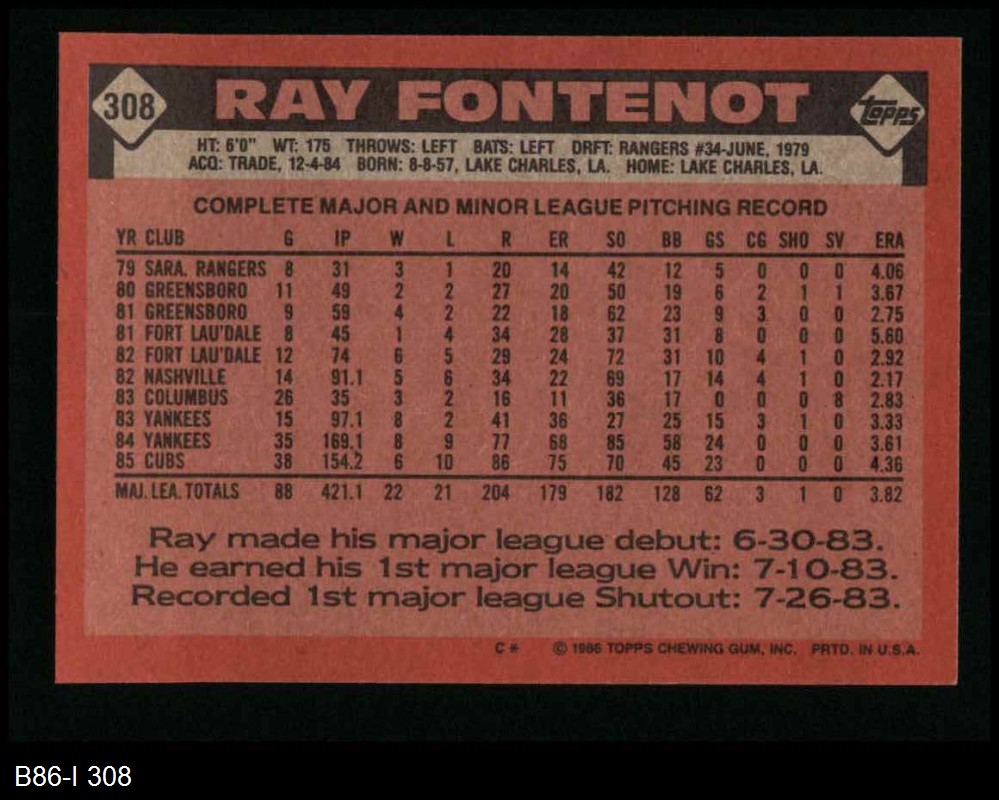 308 RAY FONTENOT topps
HT: 6'0" WT: 175 THROWS: LEFT BATS: LEFT DRFT: RANGERS #34-JUNE, 1979
ACQ: TRADE, 12-4-84 BORN: 8-8-57, LAKE CHARLES, LA. HOME: LAKE CHARLES, LA.
COMPLETE MAJOR AND MINOR LEAGUE PITCHING RECORD
YR CLUB G IP W L R ER SO BB GS CG SHO SV ERA
79 SARA. RANGERS 8 31 3 1 20 14 42 12 5 0 0 0 4.06
80 GREENSBORO 11 49 2 2 27 20 50 19 6 2 1 1 3.67
81 GREENSBORO 9 59 4 2 22 18 62 23 9 3 0 0 2.75
81 FORT LAU'DALE 8 45 1 4 34 28 37 31 8 0 0 0 5.60
82 FORT LAU'DALE 12 74 6 5 29 24 72 31 10 4 1 0 2.92
82 NASHVILLE 14 91.1 5 6 34 22 69 17 14 4 1 0 2.17
83 COLUMBUS 26 35 3 2 16 11 36 17 0 0 0 8 2.83
83 YANKEES 15 97.1 8 2 41 36 27 25 15 3 1 0 3.33
84 YANKEES 35 169.1 8 9 77 68 85 58 24 0 0 0 3.61
85 CUBS 38 154.2 6 10 86 75 70 45 23 0 0 0 4.36
MAJ. LEA. TOTALS 88 421.1 22 21 204 179 182 128 62 3 1 0 3.82
Ray made his major league debut: 6-30-83.
He earned his 1st major league Win: 7-10-83.
Recorded 1st major league Shutout: 7-26-83.
C * © 1986 TOPPS CHEWING GUM, INC. PRTD. IN U.S.A.
B86-I 308